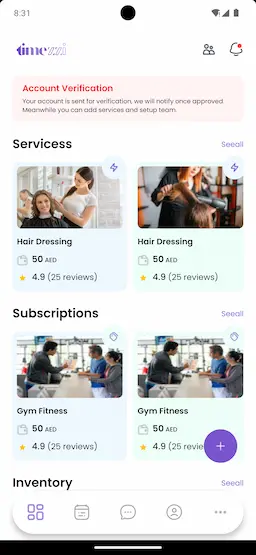 8:31
timezzi
Account Verification
Your account is sent for verification, we will notify once approved
Meanwhile you can add services and setup team.
Servicess
Seeall
Hair Dressing
Hair Dressing
50 AED
50 AED
4.9 (25 reviews)
4.9 (25 reviews)
Subscriptions
Seeall
Gym Fitness
Gym Fitness
50 AED
50 AED
4.9 (25 reviews)
4.9 (25 revie
Inventory
Seeall